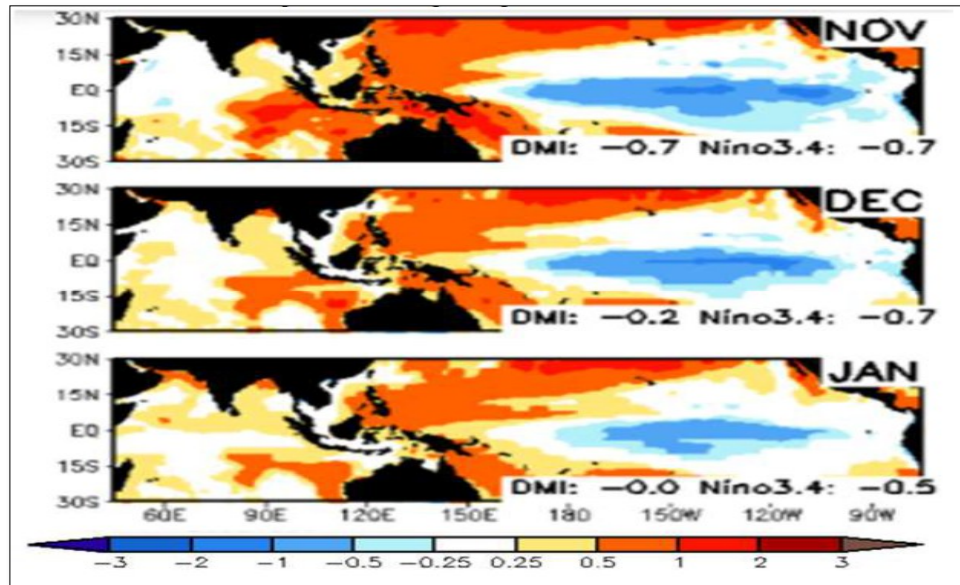 30N NOV
15N
EQ
15S
30S DMI: -0.7 Nino3.4: -0.7
30N DEC
15N
EQ
15S
30S DMI: -0.2 Nino3.4: -0.7
30N JAN
15N
EQ
15S
30S DMI: -0.0 Nino3.4: -0.5
60E 90E 120E 150E 180 150W 120W 90W
-3 -2 -1 -0.5 -0.25 0.25 0.5 1 2 3